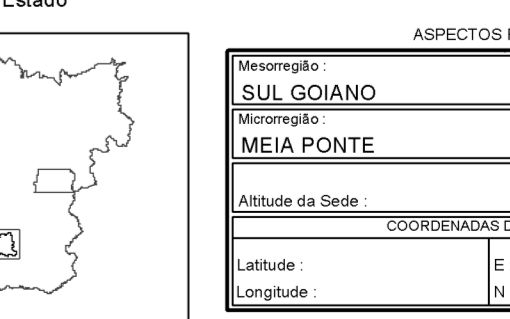 Estado
ASPECTOS
Mesorregião :
SUL GOIANO
Microrregião :
MEIA PONTE
Altitude da Sede :
COORDENADAS
Latitude :
E
Longitude :
N